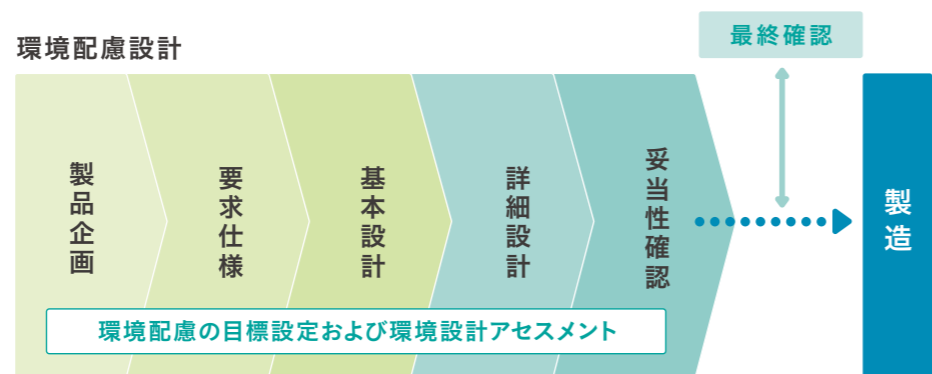 環境配慮設計
最終確認
製品企画
要求仕様
基本設計
詳細設計
妥当性確認
製造
環境配慮の目標設定および環境設計アセスメント